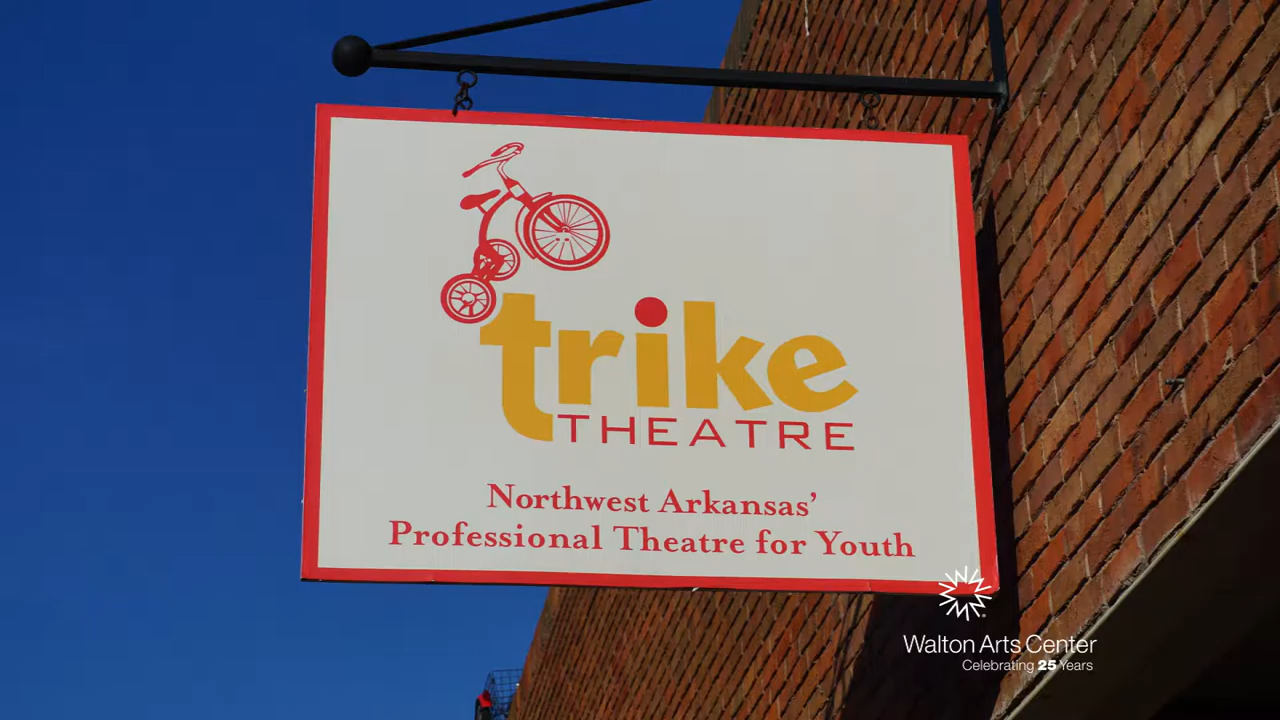 trike
THEATRE
Northwest Arkansas’
Professional Theatre for Youth
Walton Arts Center
Celebrating 25 Years